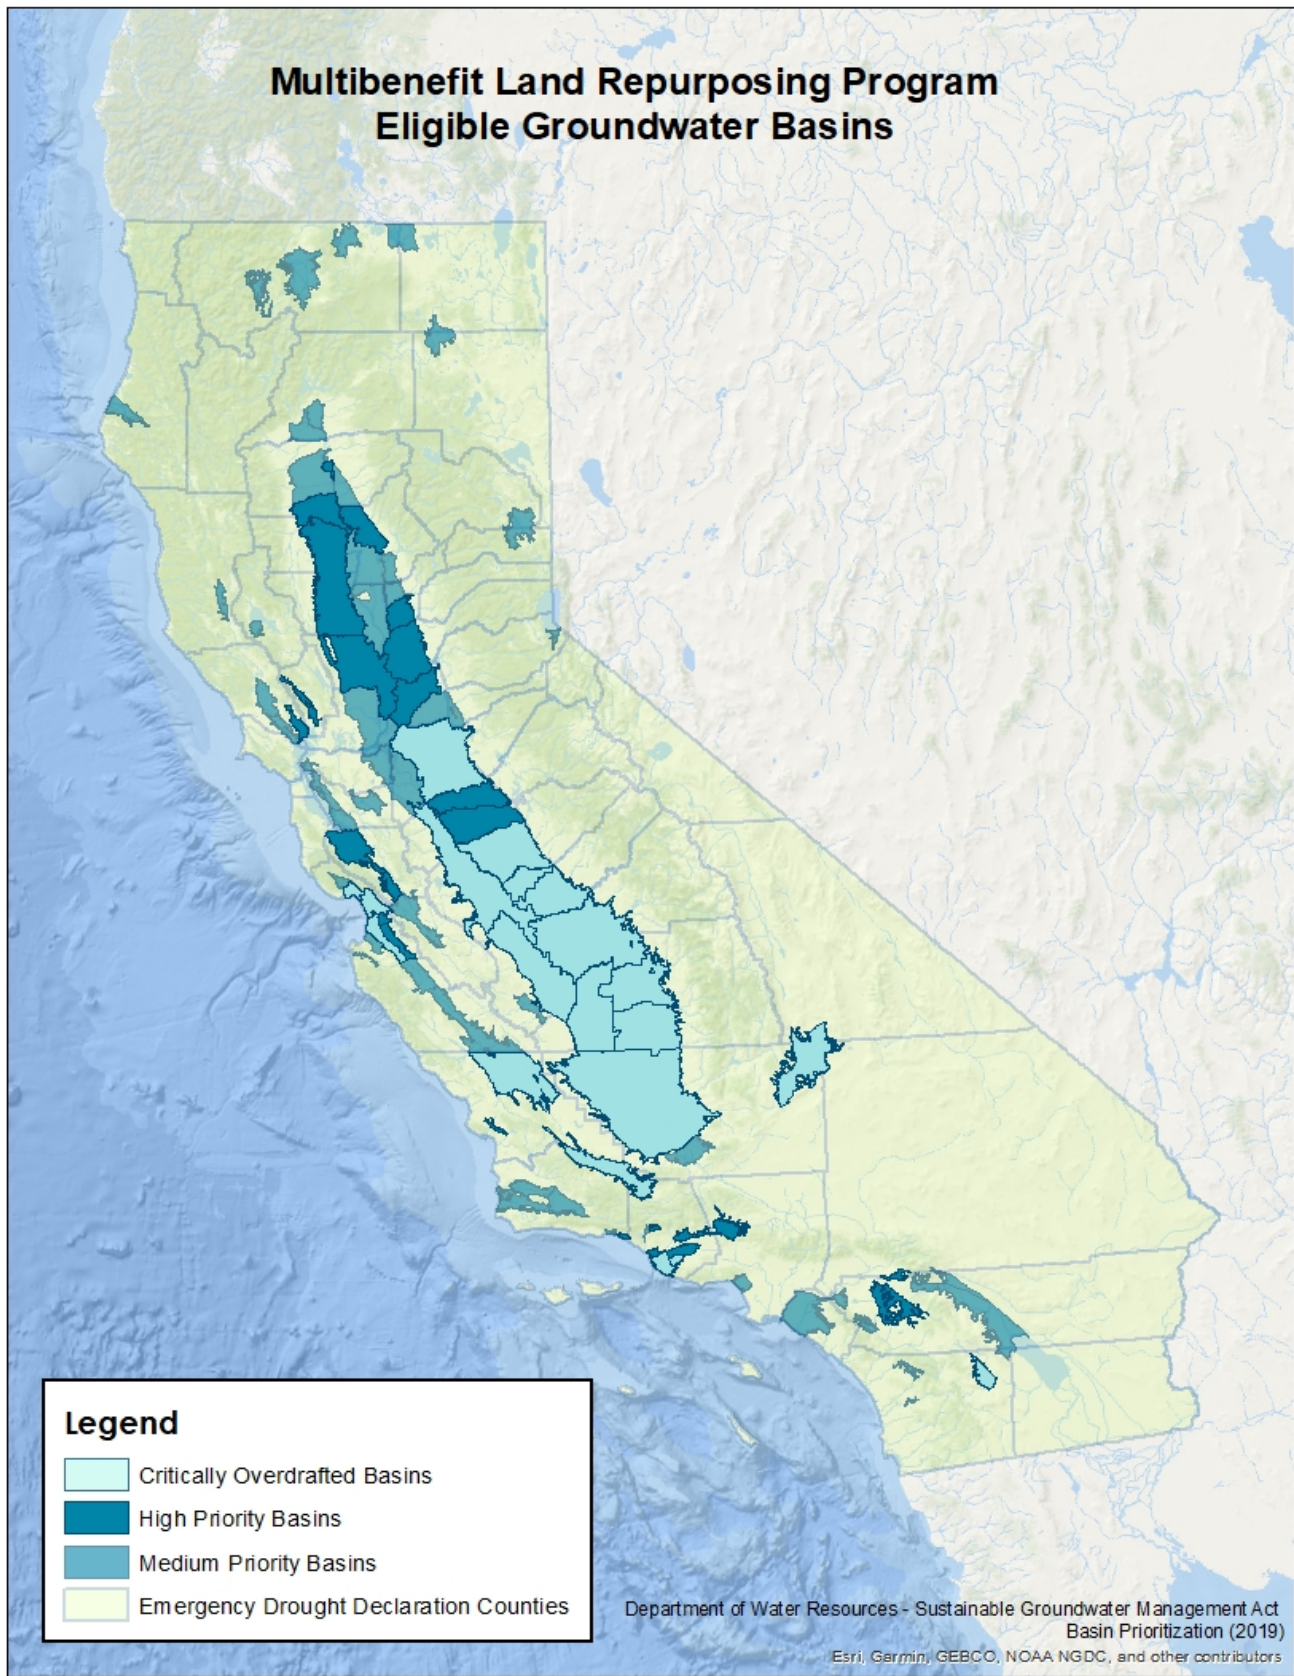 Multibenefit Land Repurposing Program
Eligible Groundwater Basins
Legend
Critically Overdrafted Basins
High Priority Basins
Medium Priority Basins
Emergency Drought Declaration Counties
Department of Water Resources - Sustainable Groundwater Management Act
Basin Prioritization (2019)
Esri, Garmin, GEBCO, NOAA NGDC, and other contributors